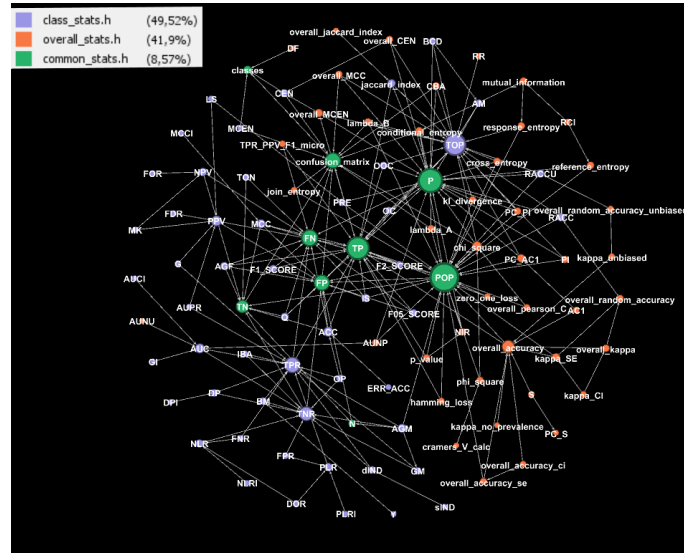 class_stats.h (49,52%)
overall_stats.h (41,9%)
common_stats.h (8,57%)
overall_jaccard_index
DF
overall_CEN
BCD
RR
classes
overall_MCC
jaccard_index
CBA
mutual_information
CEN
AM
LS
overall_MCEN
lambda_B
MCEN
conditional_entropy
response_entropy
RCI
MCCI
TPR_PPV_F1_micro
TOP
confusion_matrix
OOC
cross_entropy
reference_entropy
FOR
NPV
TON
P
RACCU
join_entropy
kl_divergence
PRE
OC
PC_PI
overall_random_accuracy_unbiased
FDR
PPV
MCC
RACC
MK
lambda_A
FN
TP
chi_square
kappa_unbiased
G
AGF
F1_SCORE
F2_SCORE
PC_AC1
PI
AUCI
FP
POP
AUPR
TN
IS
zero_one_loss
overall_random_accuracy
AUNU
Q
F05_SCORE
overall_pearson_C
AC1
ACC
NIR
AUC
IBA
AUNP
overall_accuracy
overall_kappa
GI
TPR
p_value
kappa_SE
OP
phi_square
ERR_ACC
DP
BM
hamming_loss
S
kappa_CI
DPI
TNR
N
AGM
kappa_no_prevalence
PC_S
NLR
FNR
cramers_V_calc
FPR
PLR
dIND
GM
overall_accuracy_ci
NLRI
overall_accuracy_se
DOR
PLRI
Y
sIND